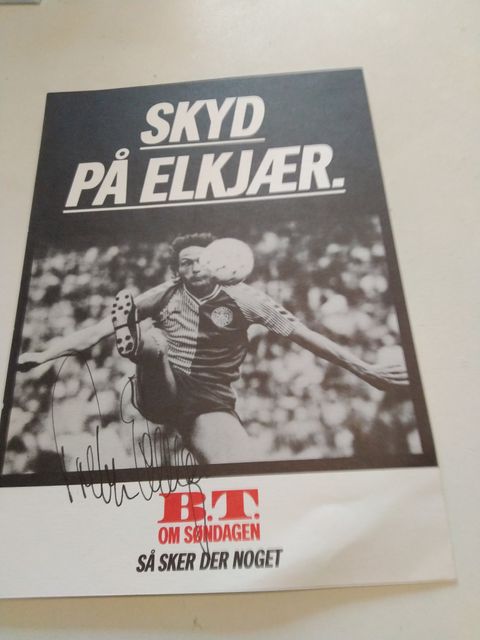 SKYD
PÅ ELKJÆR.
B.T.
OM SØNDAGEN
SÅ SKER DER NOGET